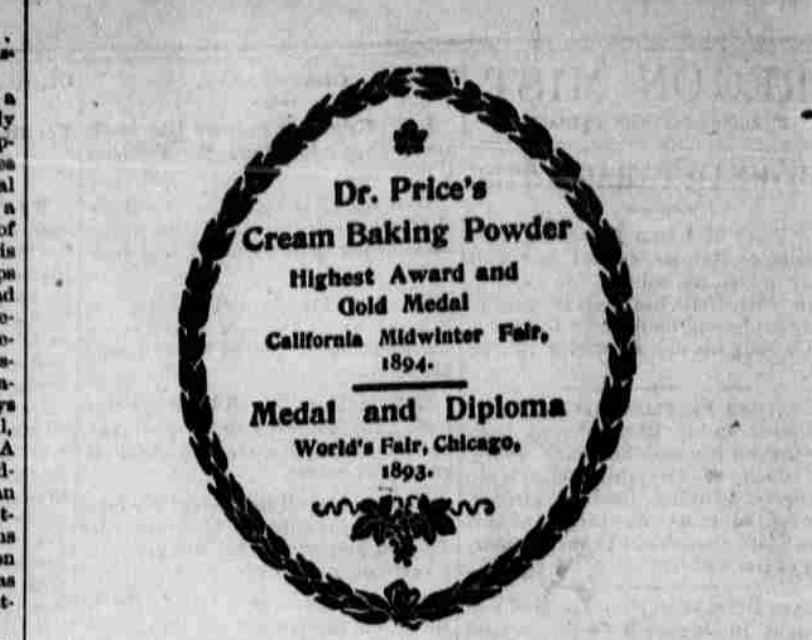 Dr. Price's
Cream Baking Powder
Highest Award and
Gold Medal
California Midwinter Fair,
1894.
Medal and Diploma
World's Fair, Chicago,
1893.